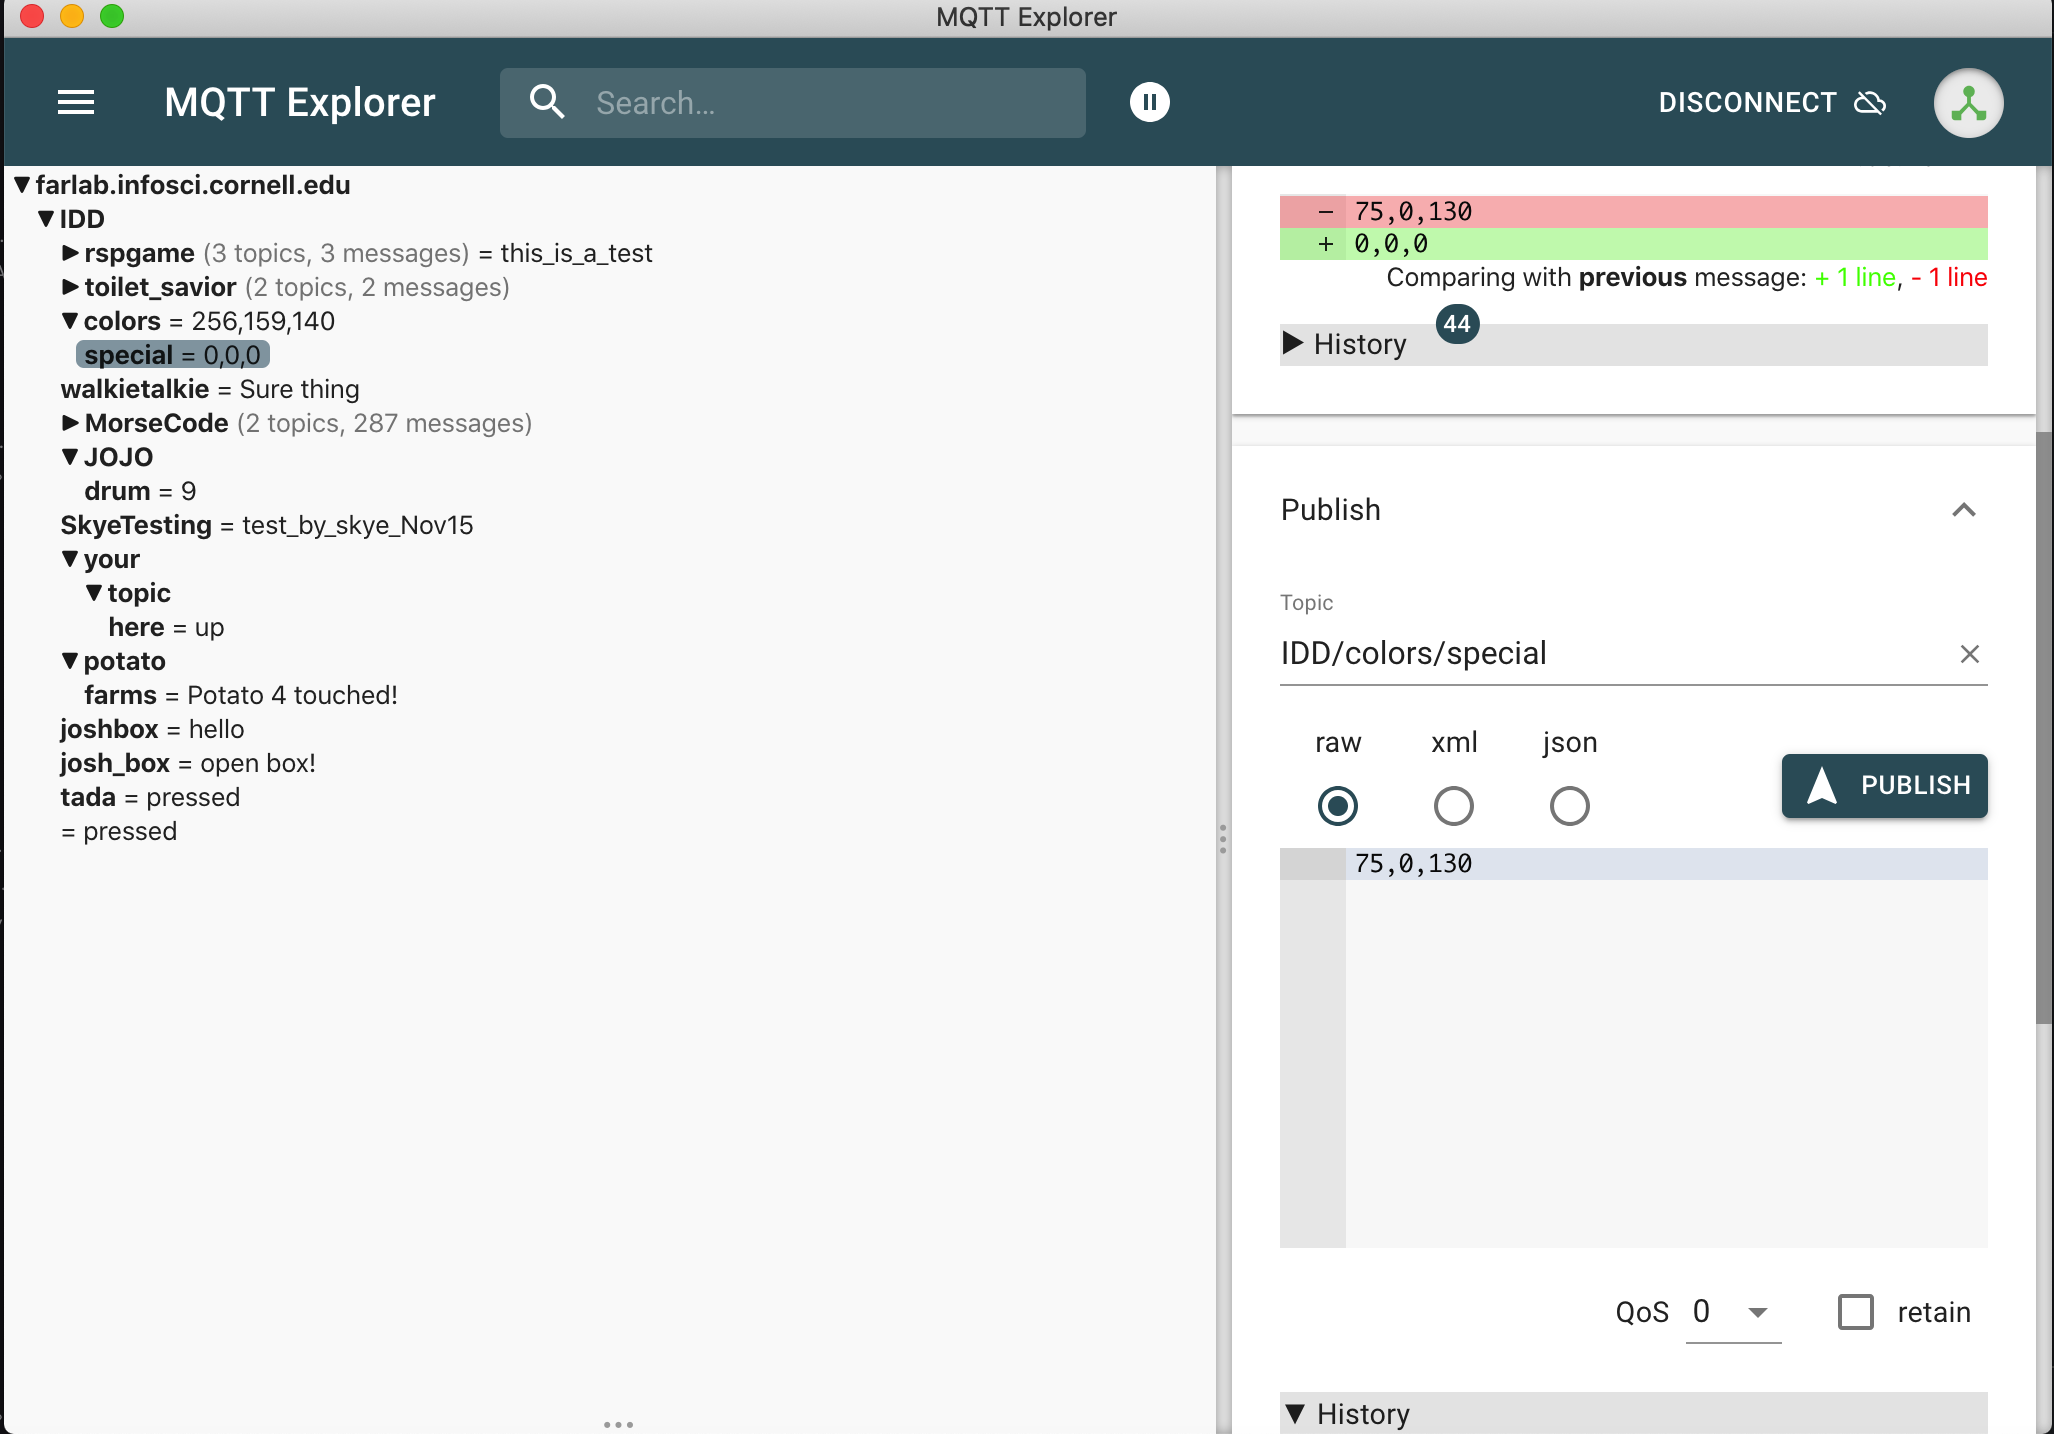 MQTT Explorer
MQTT Explorer
Search...
DISCONNECT
farlab.infosci.cornell.edu
IDD
rspgame (3 topics, 3 messages) = this_is_a_test
toilet_savior (2 topics, 2 messages)
colors = 256,159,140
special = 0,0,0
walkietalkie = Sure thing
MorseCode (2 topics, 287 messages)
JOJO
drum = 9
SkyeTesting = test_by_skye_Nov15
your
topic
here = up
potato
farms = Potato 4 touched!
joshbox = hello
josh_box = open box!
tada = pressed
= pressed
- 75,0,130
+ 0,0,0
Comparing with previous message: + 1 line, - 1 line
History 44
Publish
Topic
IDD/colors/special
raw xml json
PUBLISH
75,0,130
QoS 0 retain
History